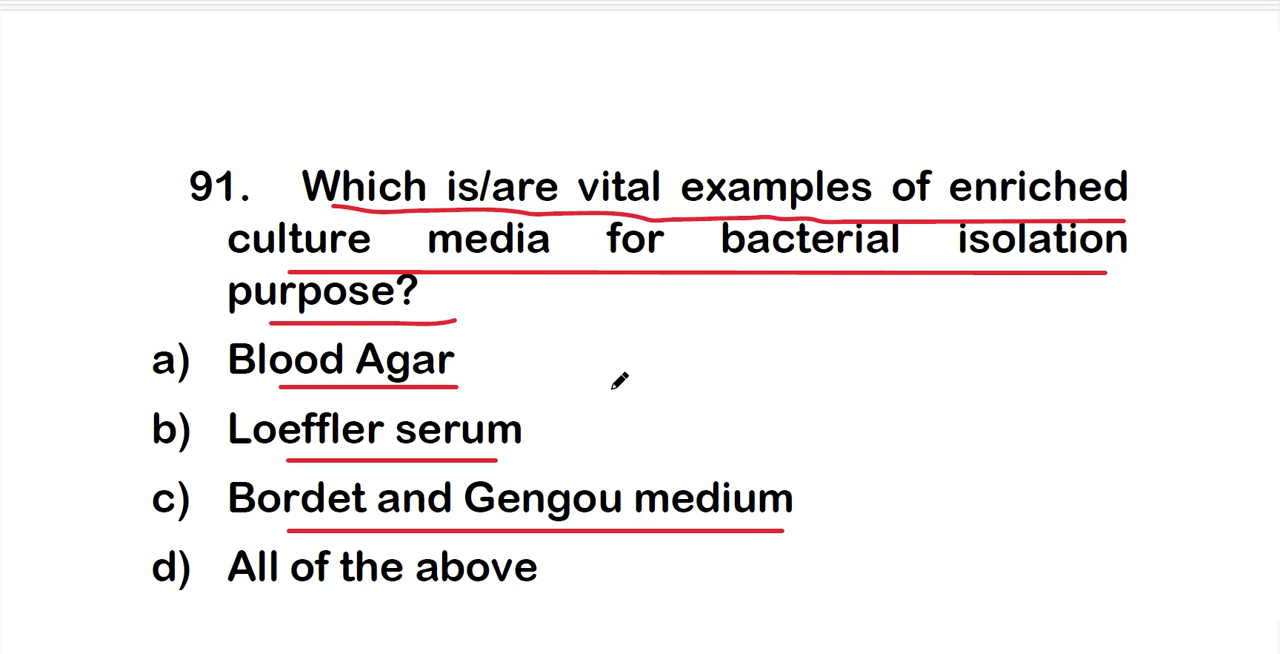 91. Which is/are vital examples of enriched
culture media for bacterial isolation
purpose?
a) Blood Agar
b) Loeffler serum
c) Bordet and Gengou medium
d) All of the above